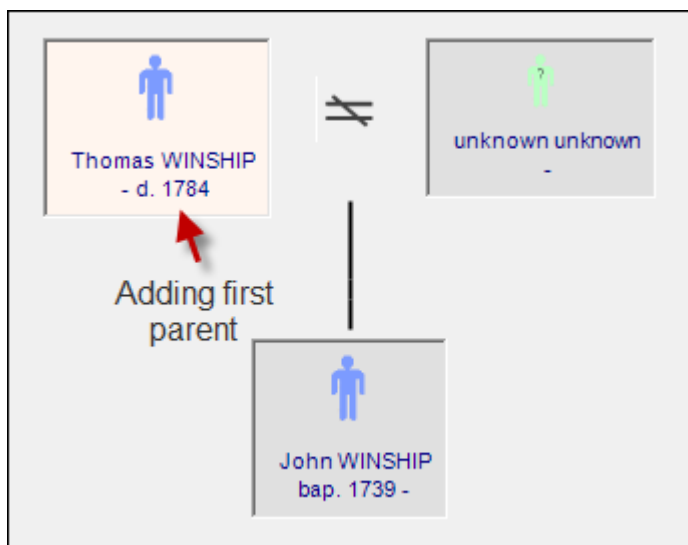 Thomas WINSHIP
- d. 1784
?
unknown unknown
-
Adding first
parent
John WINSHIP
bap. 1739 -